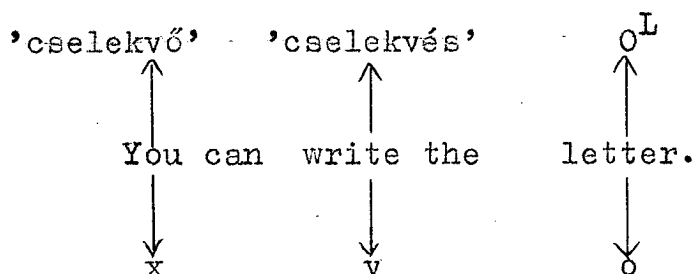 'cselekvő' 'cselekvés' O^L
You can write the letter.
x v o